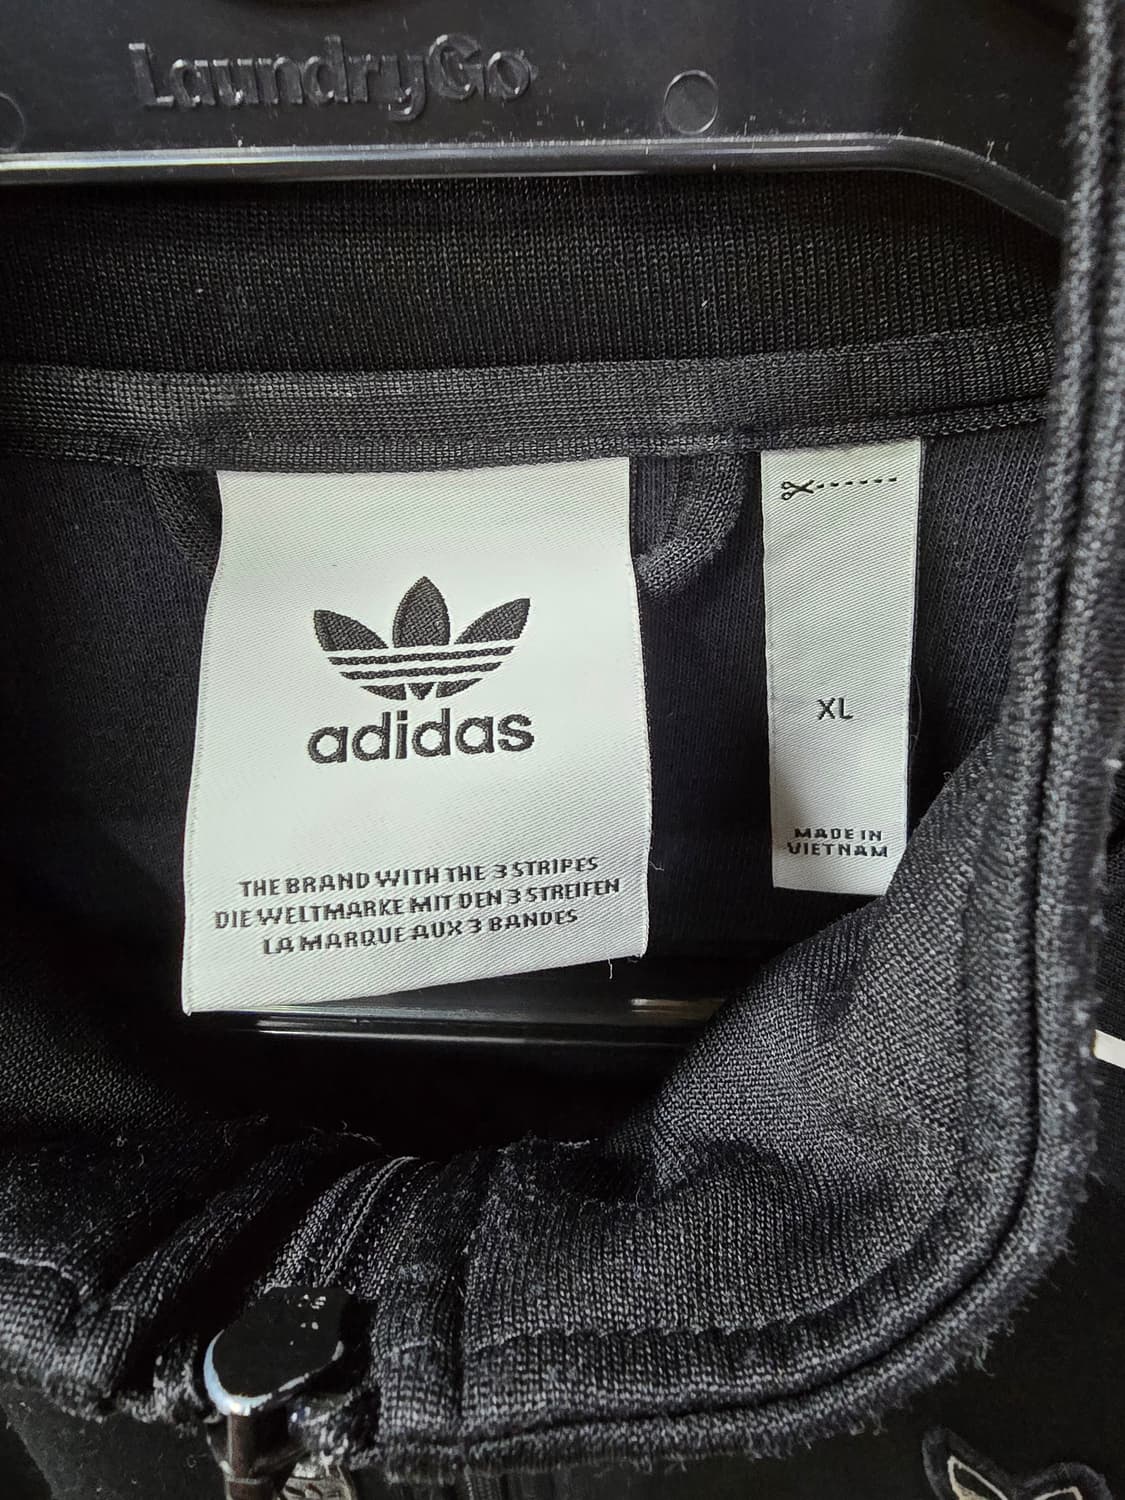 LaundryGo
adidas
THE BRAND WITH THE 3 STRIPES
DIE WELTMARKE MIT DEN 3 STREIFEN
LA MARQUE AUX 3 BANDES
XL
MADE IN
VIETNAM